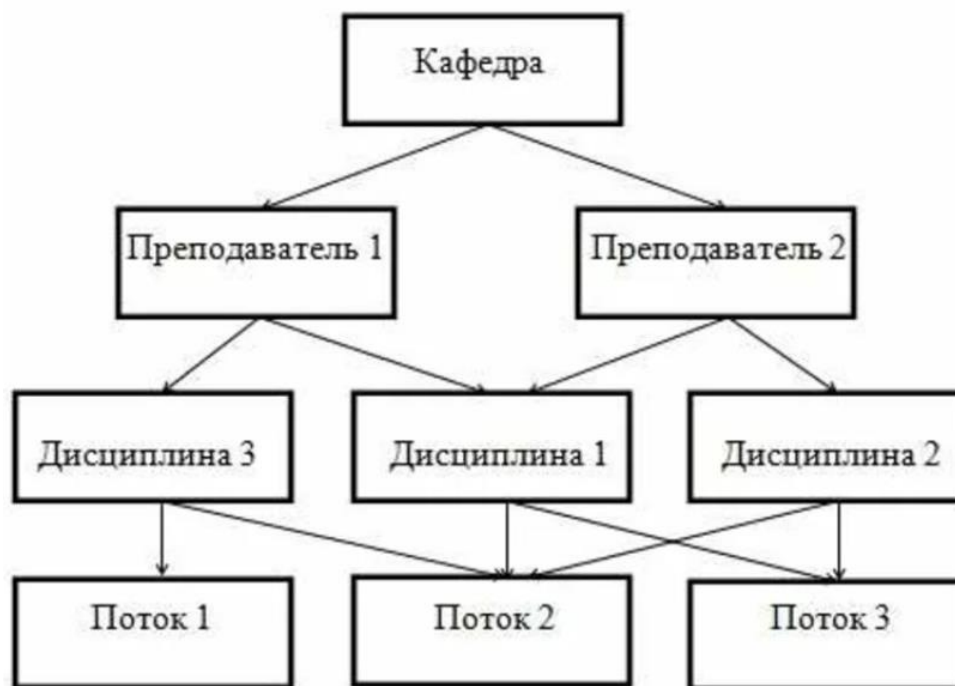 Кафедра
Преподаватель 1
Преподаватель 2
Дисциплина 3
Дисциплина 1
Дисциплина 2
Поток 1
Поток 2
Поток 3